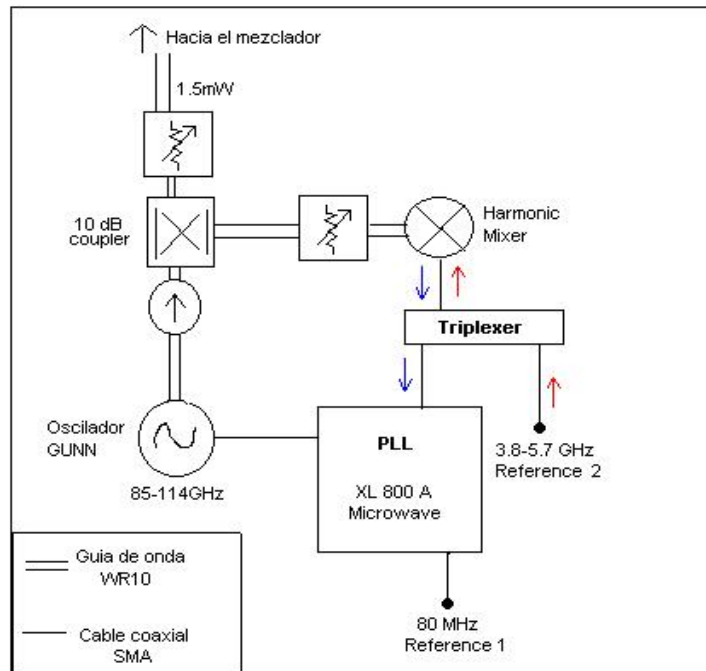 Hacia el mezclador
1.5mW
10 dB
coupler
Harmonic
Mixer
Triplexer
Oscilador
GUNN
85-114GHz
PLL
XL 800 A
Microwave
3.8-5.7 GHz
Reference 2
80 MHz
Reference 1
Guia de onda
WR10
Cable coaxial
SMA